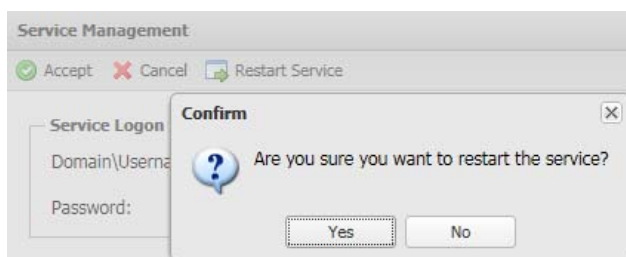 Service Management
Accept Cancel Restart Service
Confirm
Service Logon
Are you sure you want to restart the service?
Domain\Userna
Password:
Yes No